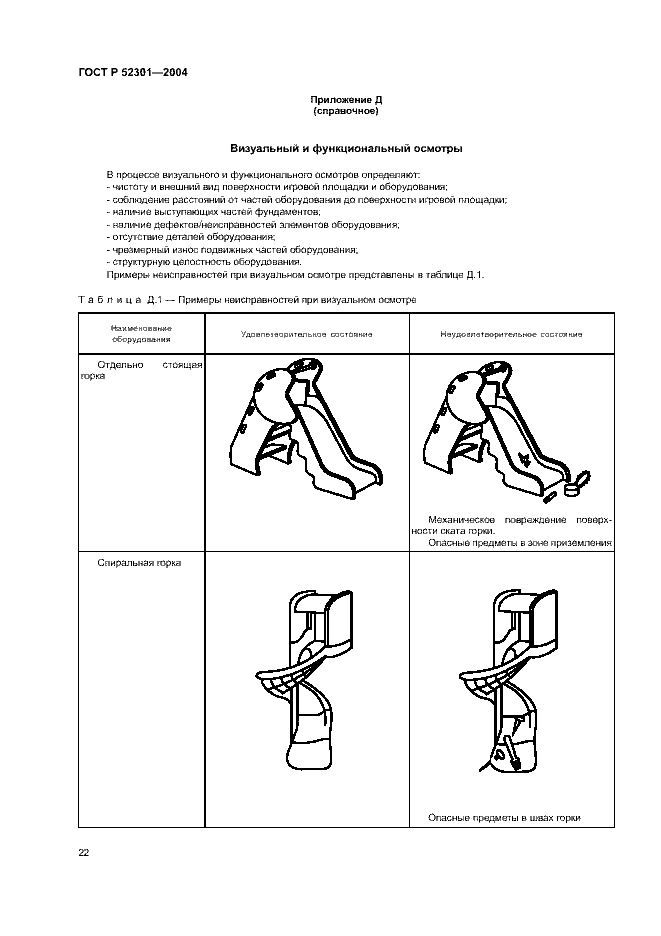 ГОСТ Р 52301—2004
Приложение Д
(справочное)
Визуальный и функциональный осмотры
В процессе визуального и функционального осмотров определяют:
- чистоту и внешний вид поверхности игровой площадки и оборудования;
- соблюдение расстояний от частей оборудования до поверхности игровой площадки;
- наличие выступающих частей фундаментов;
- наличие дефектов/неисправностей элементов оборудования;
- отсутствие деталей оборудования;
- чрезмерный износ подвижных частей оборудования;
- структурную целостность оборудования.
Примеры неисправностей при визуальном осмотре представлены в таблице Д.1.
Т а б л и ц а Д.1 — Примеры неисправностей при визуальном осмотре
Наименование
оборудования
Удовлетворительное состояние
Неудовлетворительное состояние
Отдельно стоящая
горка
Механическое повреждение поверх-
ности ската горки.
Опасные предметы в зоне приземления
Спиральная горка
Опасные предметы в швах горки
22